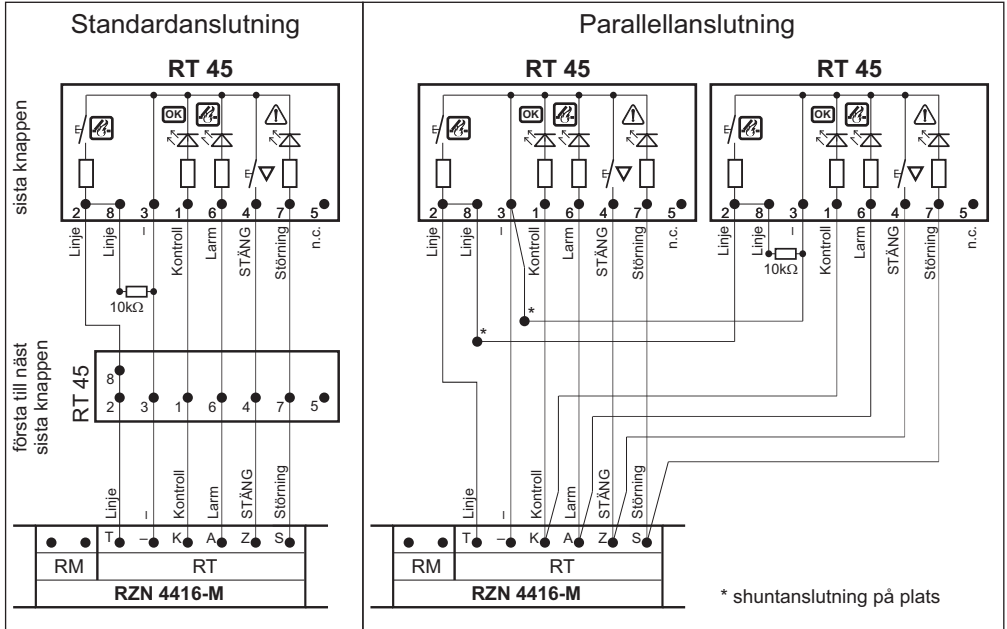 Standardanslutning
RT 45
sista knappen
OK
2 8 3 1 6 4 7 5
Linje Linje – Kontroll Larm STÄNG Störning n.c.
10kΩ
första till näst
sista knappen
RT 45
8
2 3 1 6 4 7 5
Linje – Kontroll Larm STÄNG Störning
T – K A Z S
RM RT
RZN 4416-M
Parallellanslutning
RT 45 RT 45
OK OK
2 8 3 1 6 4 7 5 2 8 3 1 6 4 7 5
Linje Linje – Kontroll Larm STÄNG Störning n.c. Linje Linje – Kontroll Larm STÄNG Störning n.c.
10kΩ
*
*
Linje – Kontroll Larm STÄNG Störning
T – K A Z S
RM RT
RZN 4416-M
* shuntanslutning på plats